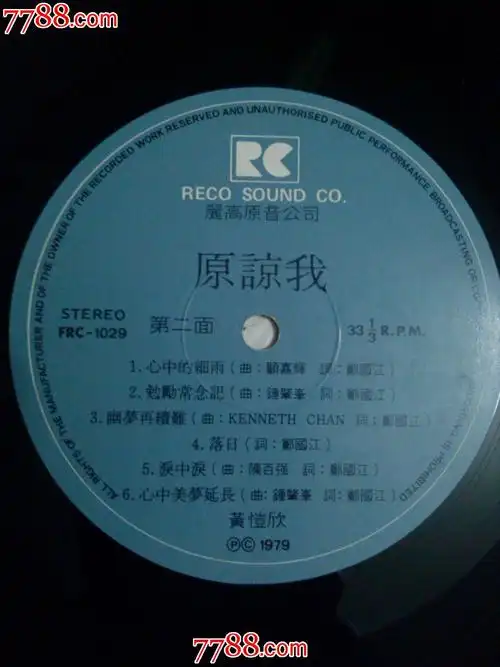 7788.com
ALL RIGHTS OF THE MANUFACTURER AND OF THE OWNER OF THE RECORDED WORK RESERVED AND UNAUTHORISED PUBLIC PERFORMANCE BROADCASTING OR
IS PROHIBITED
RC
RECO SOUND CO.
麗高原音公司
原諒我
STEREO
FRC-1029
第二面
33 1/3 R.P.M.
1. 心中的細雨(曲：顧嘉輝 詞：鄭國江)
2. 勉勵常念記(曲：鍾肇峯 詞：鄭國江)
3. 幽夢再續難(曲：KENNETH CHAN 詞：鄭國江)
4. 落日(詞：鄭國江)
5. 淚中淚(曲：陳百强 詞：鄭國江)
6. 心中美夢延長(曲：鍾肇峯 詞：鄭國江)
黃愷欣
Ⓟ Ⓒ 1979
7788.com